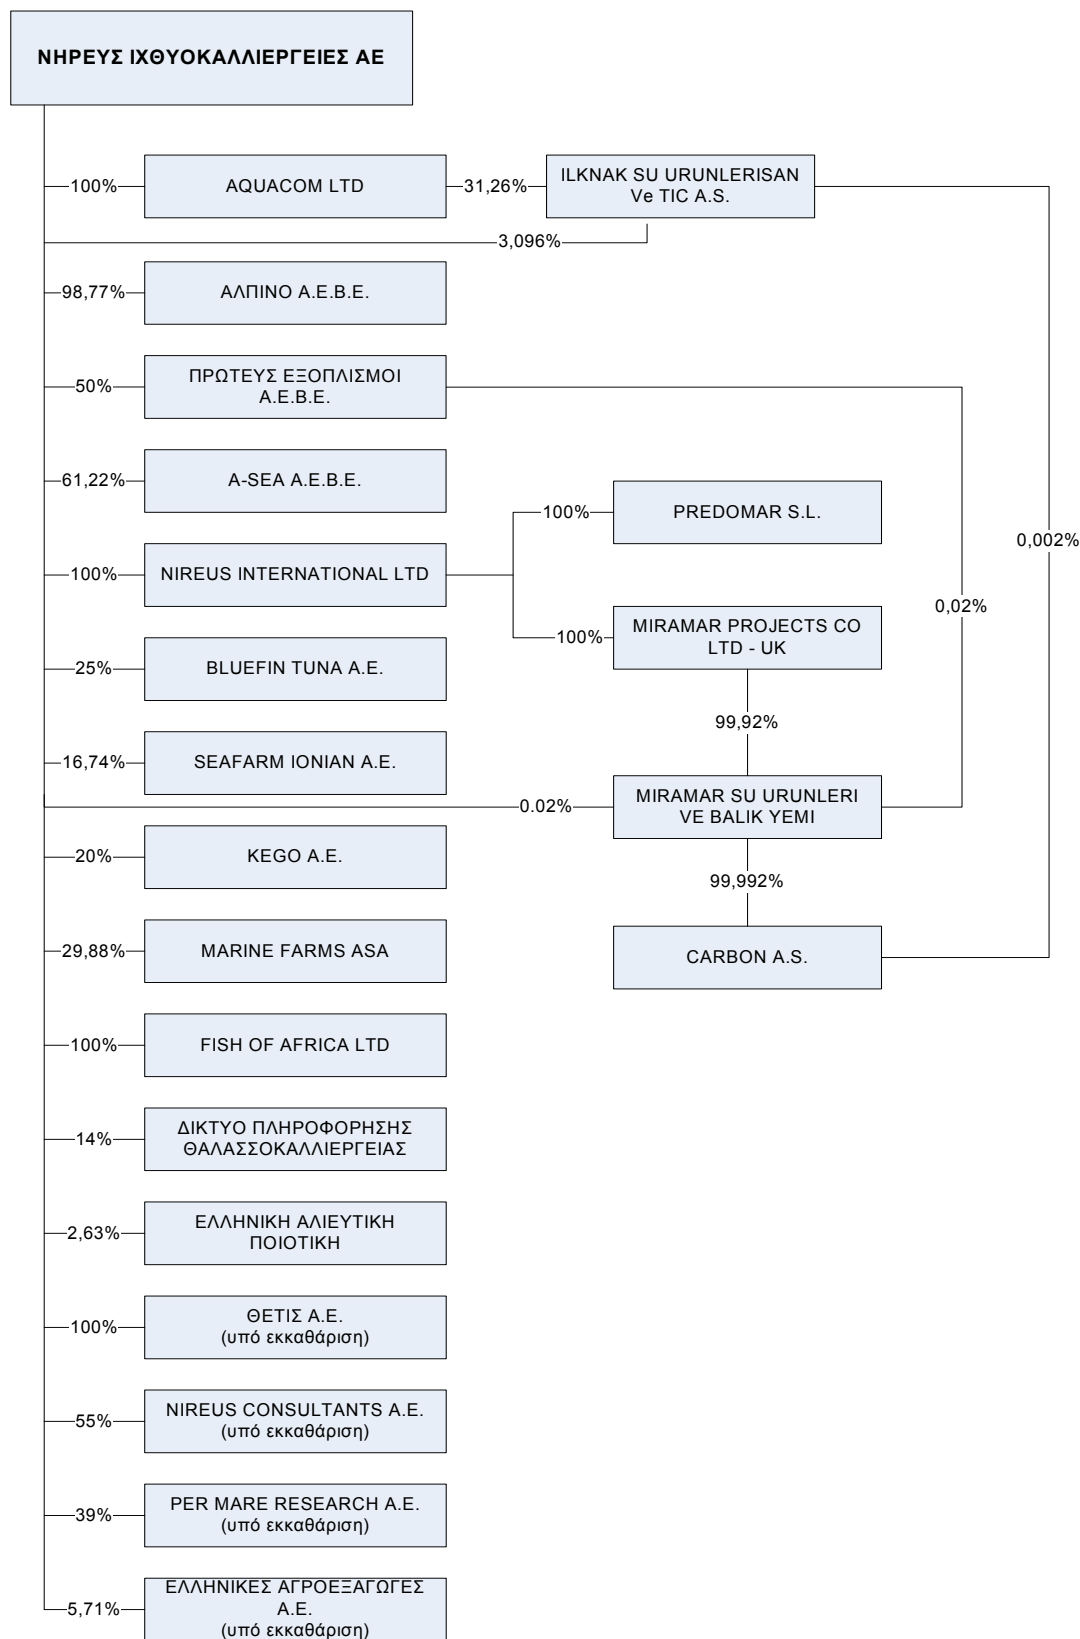 ΝΗΡΕΥΣ ΙΧΘΥΟΚΑΛΛΙΕΡΓΕΙΕΣ ΑΕ
100%
AQUACOM LTD
31,26%
ILKNAK SU URUNLERISAN
Ve TIC A.S.
3,096%
98,77%
ΑΛΠΙΝΟ Α.Ε.Β.Ε.
50%
ΠΡΩΤΕΥΣ ΕΞΟΠΛΙΣΜΟΙ
Α.Ε.Β.Ε.
61,22%
A-SEA Α.Ε.Β.Ε.
100%
PREDOMAR S.L.
0,002%
100%
NIREUS INTERNATIONAL LTD
0,02%
100%
MIRAMAR PROJECTS CO
LTD - UK
25%
BLUEFIN TUNA Α.Ε.
99,92%
16,74%
SEAFARM IONIAN Α.Ε.
0.02%
MIRAMAR SU URUNLERI
VE BALIK YEMI
20%
KEGO Α.Ε.
99,992%
29,88%
MARINE FARMS ASA
CARBON A.S.
100%
FISH OF AFRICA LTD
14%
ΔΙΚΤΥΟ ΠΛΗΡΟΦΟΡΗΣΗΣ
ΘΑΛΑΣΣΟΚΑΛΛΙΕΡΓΕΙΑΣ
2,63%
ΕΛΛΗΝΙΚΗ ΑΛΙΕΥΤΙΚΗ
ΠΟΙΟΤΙΚΗ
100%
ΘΕΤΙΣ Α.Ε.
(υπό εκκαθάριση)
55%
NIREUS CONSULTANTS Α.Ε.
(υπό εκκαθάριση)
39%
PER MARE RESEARCH Α.Ε.
(υπό εκκαθάριση)
5,71%
ΕΛΛΗΝΙΚΕΣ ΑΓΡΟΕΞΑΓΩΓΕΣ
Α.Ε.
(υπό εκκαθάριση)